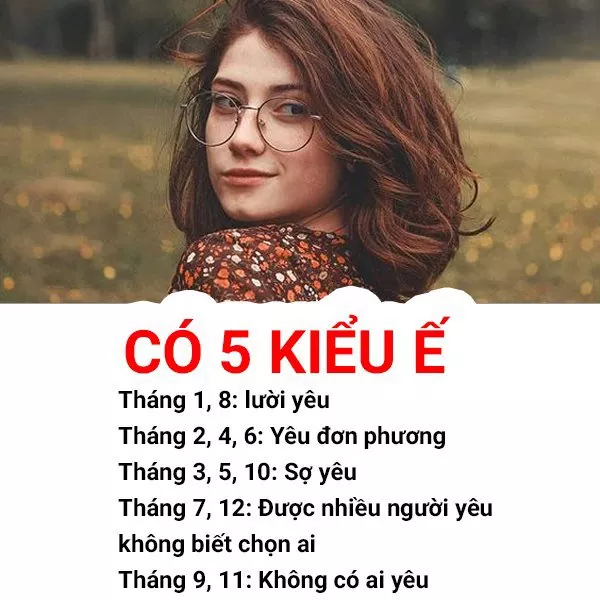 CÓ 5 KIỂU Ế
Tháng 1, 8: lười yêu
Tháng 2, 4, 6: Yêu đơn phương
Tháng 3, 5, 10: Sợ yêu
Tháng 7, 12: Được nhiều người yêu
không biết chọn ai
Tháng 9, 11: Không có ai yêu